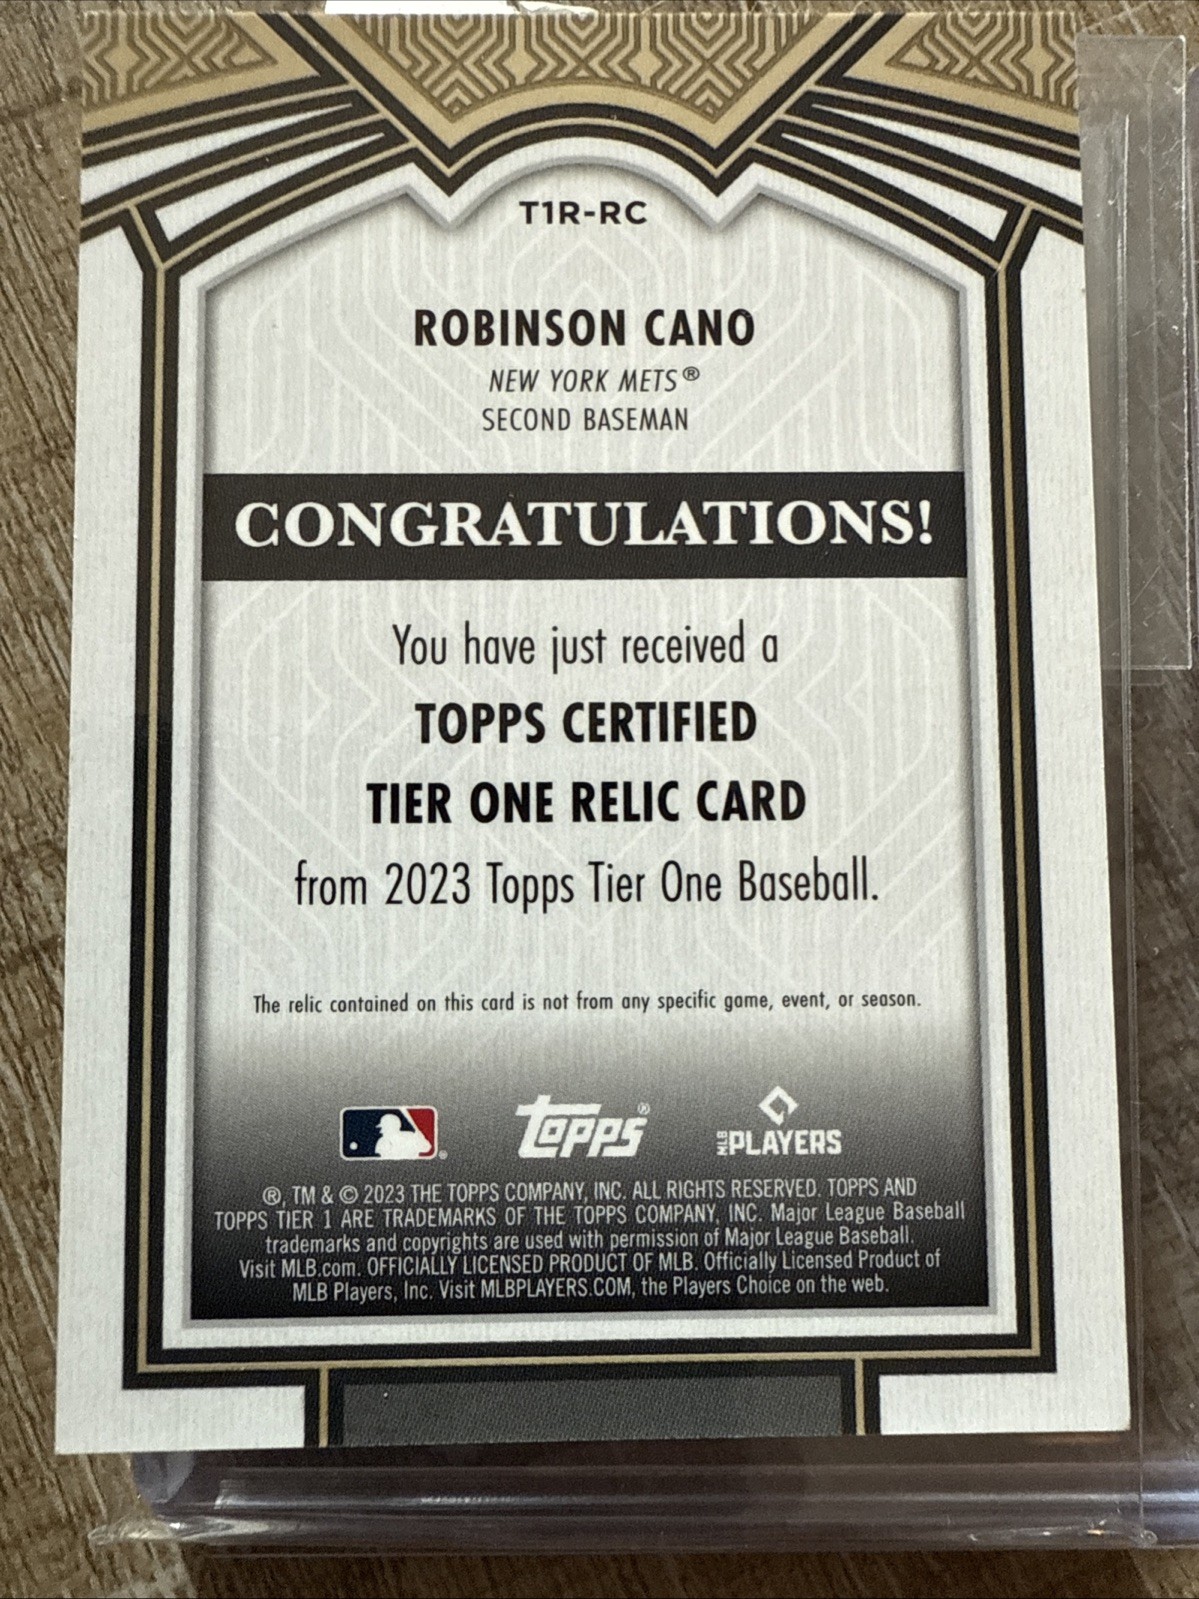 T1R-RC
ROBINSON CANO
NEW YORK METS®
SECOND BASEMAN
CONGRATULATIONS!
You have just received a
TOPPS CERTIFIED
TIER ONE RELIC CARD
from 2023 Topps Tier One Baseball.
The relic contained on this card is not from any specific game, event, or season.
® Topps® MLB PLAYERS
®, TM & © 2023 THE TOPPS COMPANY, INC. ALL RIGHTS RESERVED. TOPPS AND
TOPPS TIER 1 ARE TRADEMARKS OF THE TOPPS COMPANY, INC. Major League Baseball
trademarks and copyrights are used with permission of Major League Baseball.
Visit MLB.com. OFFICIALLY LICENSED PRODUCT OF MLB. Officially Licensed Product of
MLB Players, Inc. Visit MLBPLAYERS.COM, the Players Choice on the web.